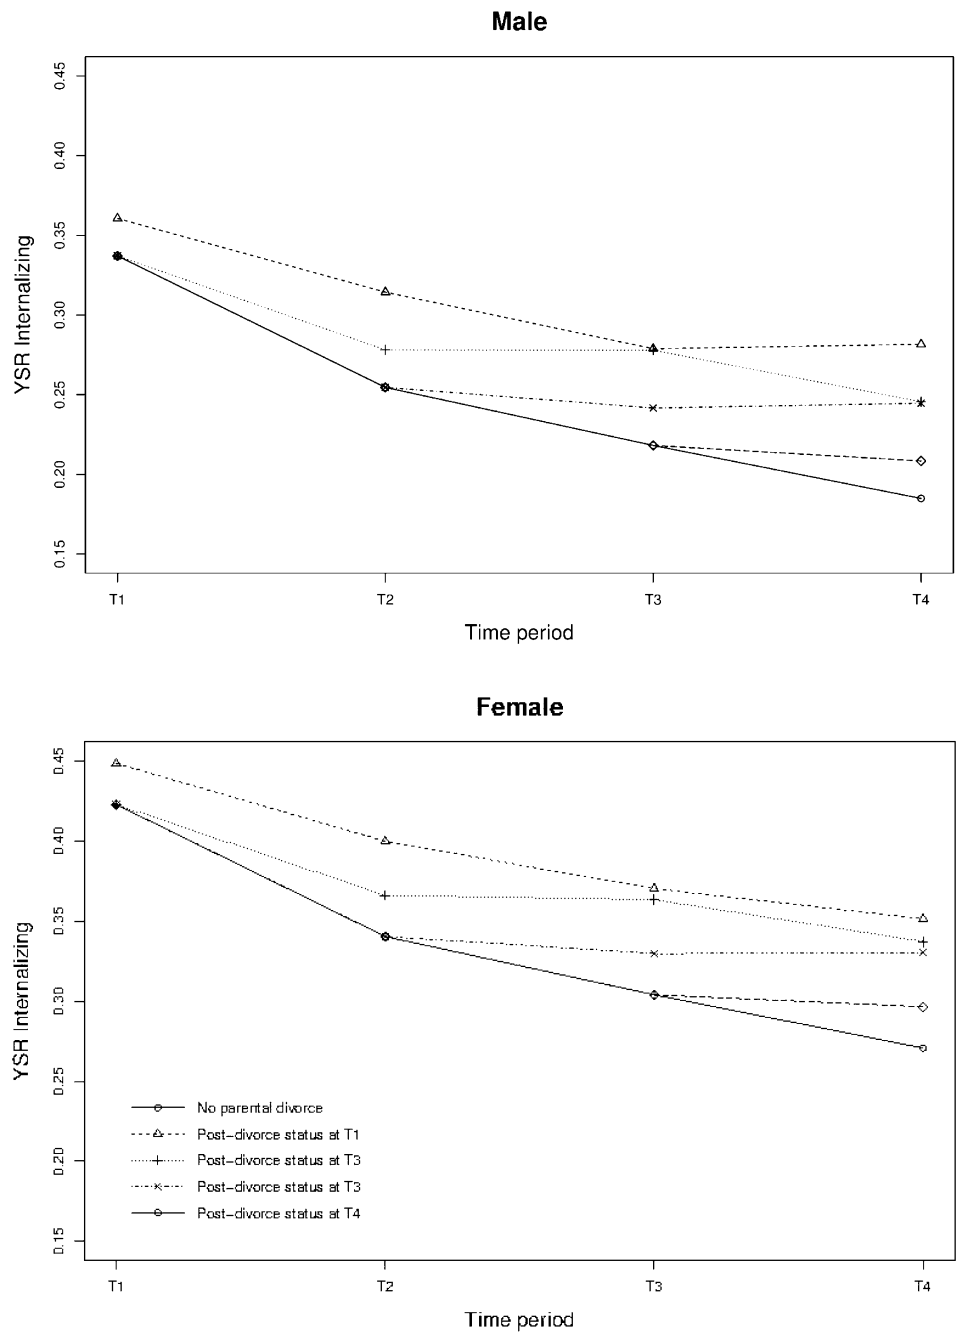 Male
YSR Internalizing
0.45
0.40
0.35
0.30
0.25
0.20
0.15
T1 T2 T3 T4
Time period
Female
YSR Internalizing
0.45
0.40
0.35
0.30
0.25
0.20
0.15
No parental divorce
Post-divorce status at T1
Post-divorce status at T3
Post-divorce status at T3
Post-divorce status at T4
T1 T2 T3 T4
Time period